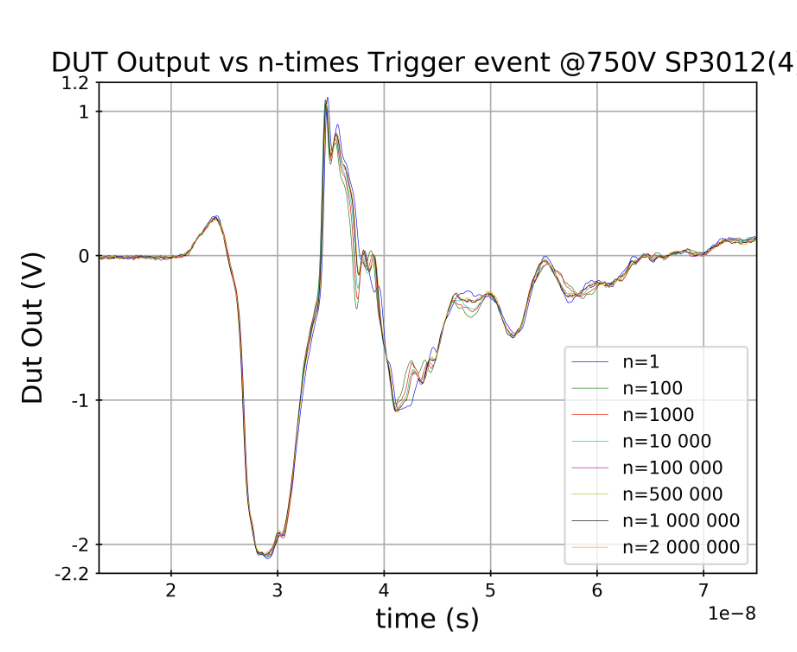 DUT Output vs n-times Trigger event @750V SP3012(4
1.2
1
0
-1
-2
-2.2
Dut Out (V)
2 3 4 5 6 7
1e−8
time (s)
n=1
n=100
n=1000
n=10 000
n=100 000
n=500 000
n=1 000 000
n=2 000 000